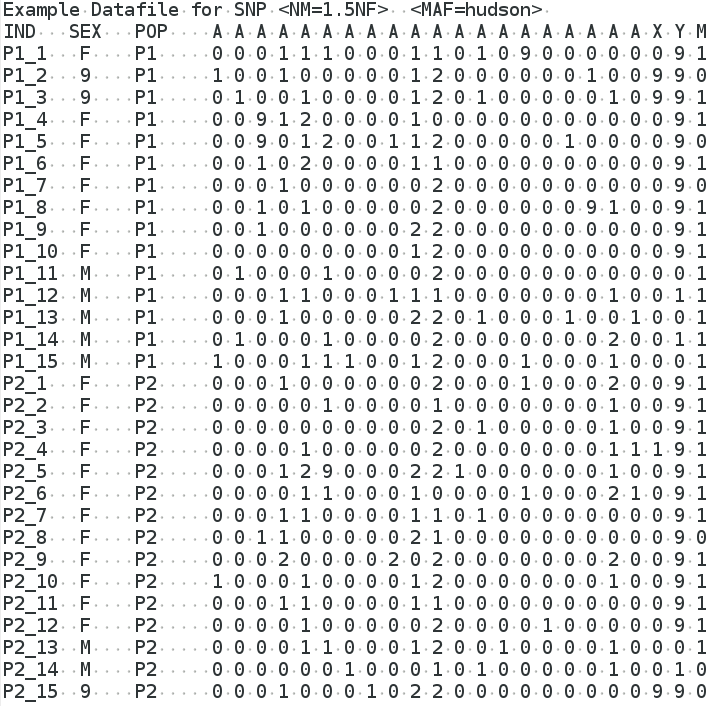 Example Datafile for SNP <NM=1.5NF> <MAF=hudson>
IND SEX POP A A A A A A A A A A A A A A A A A A A A X Y M
P1_1 F P1 0 0 0 1 1 1 0 0 0 1 1 0 1 0 9 0 0 0 0 0 0 9 1
P1_2 9 P1 1 0 0 1 0 0 0 0 0 1 2 0 0 0 0 0 0 1 0 0 9 9 0
P1_3 9 P1 0 1 0 0 1 0 0 0 0 1 2 0 1 0 0 0 0 0 1 0 9 9 1
P1_4 F P1 0 0 9 1 2 0 0 0 0 1 0 0 0 0 0 0 0 0 0 0 0 9 1
P1_5 F P1 0 0 9 0 1 2 0 0 1 1 2 0 0 0 0 0 1 0 0 0 0 9 0
P1_6 F P1 0 0 1 0 2 0 0 0 0 1 1 0 0 0 0 0 0 0 0 0 0 9 1
P1_7 F P1 0 0 0 1 0 0 0 0 0 0 2 0 0 0 0 0 0 0 0 0 0 9 0
P1_8 F P1 0 0 1 0 1 0 0 0 0 0 2 0 0 0 0 0 0 9 1 0 0 9 1
P1_9 F P1 0 0 1 0 0 0 0 0 0 2 2 0 0 0 0 0 0 0 0 0 0 9 1
P1_10 F P1 0 0 0 0 0 0 0 0 0 1 2 0 0 0 0 0 0 0 0 0 0 9 1
P1_11 M P1 0 1 0 0 0 1 0 0 0 0 2 0 0 0 0 0 0 0 0 0 0 0 1
P1_12 M P1 0 0 0 1 1 0 0 0 1 1 1 0 0 0 0 0 0 0 1 0 0 1 1
P1_13 M P1 0 0 0 1 0 0 0 0 0 2 2 0 1 0 0 0 1 0 0 1 0 0 1
P1_14 M P1 0 1 0 0 0 1 0 0 0 0 2 0 0 0 0 0 0 0 2 0 0 1 1
P1_15 M P1 1 0 0 0 1 1 1 0 0 1 2 0 0 0 1 0 0 0 1 0 0 0 1
P2_1 F P2 0 0 0 1 0 0 0 0 0 0 2 0 0 0 1 0 0 0 2 0 0 9 1
P2_2 F P2 0 0 0 0 0 1 0 0 0 0 1 0 0 0 0 0 0 0 1 0 0 9 1
P2_3 F P2 0 0 0 0 0 0 0 0 0 0 2 0 1 0 0 0 0 0 1 0 0 9 1
P2_4 F P2 0 0 0 0 1 0 0 0 0 0 2 0 0 0 0 0 0 0 1 1 1 9 1
P2_5 F P2 0 0 0 1 2 9 0 0 0 2 2 1 0 0 0 0 0 0 1 0 0 9 1
P2_6 F P2 0 0 0 0 1 1 0 0 0 1 0 0 0 0 1 0 0 0 2 1 0 9 1
P2_7 F P2 0 0 0 1 1 0 0 0 0 1 1 0 1 0 0 0 0 0 0 0 0 9 1
P2_8 F P2 0 0 1 1 0 0 0 0 0 2 1 0 0 0 0 0 0 0 0 0 0 9 0
P2_9 F P2 0 0 0 2 0 0 0 0 2 0 2 0 0 0 0 0 0 0 2 0 0 9 1
P2_10 F P2 1 0 0 0 1 0 0 0 0 1 2 0 0 0 0 0 0 0 1 0 0 9 1
P2_11 F P2 0 0 0 1 1 0 0 0 0 1 1 0 0 0 0 0 0 0 0 0 0 9 1
P2_12 F P2 0 0 0 0 1 0 0 0 0 0 2 0 0 0 0 1 0 0 0 0 0 9 1
P2_13 M P2 0 0 0 0 1 1 0 0 0 1 2 0 0 1 0 0 0 0 1 0 0 0 1
P2_14 M P2 0 0 0 0 0 0 1 0 0 0 1 0 1 0 0 0 0 0 1 0 0 1 0
P2_15 9 P2 0 0 0 1 0 0 0 1 0 2 2 0 0 0 0 0 0 0 0 0 9 9 0